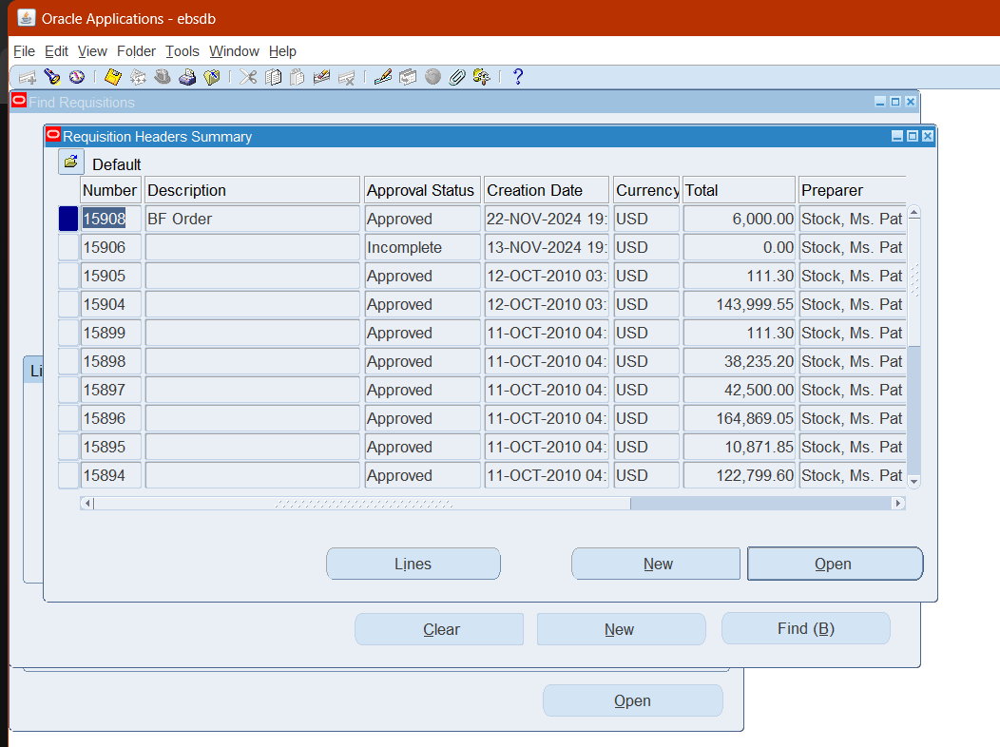 Oracle Applications - ebsdb
File Edit View Folder Tools Window Help
Find Requisitions
Requisition Headers Summary
Default
Number Description Approval Status Creation Date Currency Total Preparer
15908 BF Order Approved 22-NOV-2024 19: USD 6,000.00 Stock, Ms. Pat
15906 Incomplete 13-NOV-2024 19: USD 0.00 Stock, Ms. Pat
15905 Approved 12-OCT-2010 03: USD 111.30 Stock, Ms. Pat
15904 Approved 12-OCT-2010 03: USD 143,999.55 Stock, Ms. Pat
15899 Approved 11-OCT-2010 04: USD 111.30 Stock, Ms. Pat
15898 Approved 11-OCT-2010 04: USD 38,235.20 Stock, Ms. Pat
Li
15897 Approved 11-OCT-2010 04: USD 42,500.00 Stock, Ms. Pat
15896 Approved 11-OCT-2010 04: USD 164,869.05 Stock, Ms. Pat
15895 Approved 11-OCT-2010 04: USD 10,871.85 Stock, Ms. Pat
15894 Approved 11-OCT-2010 04: USD 122,799.60 Stock, Ms. Pat
Lines New Open
Clear New Find (B)
Open